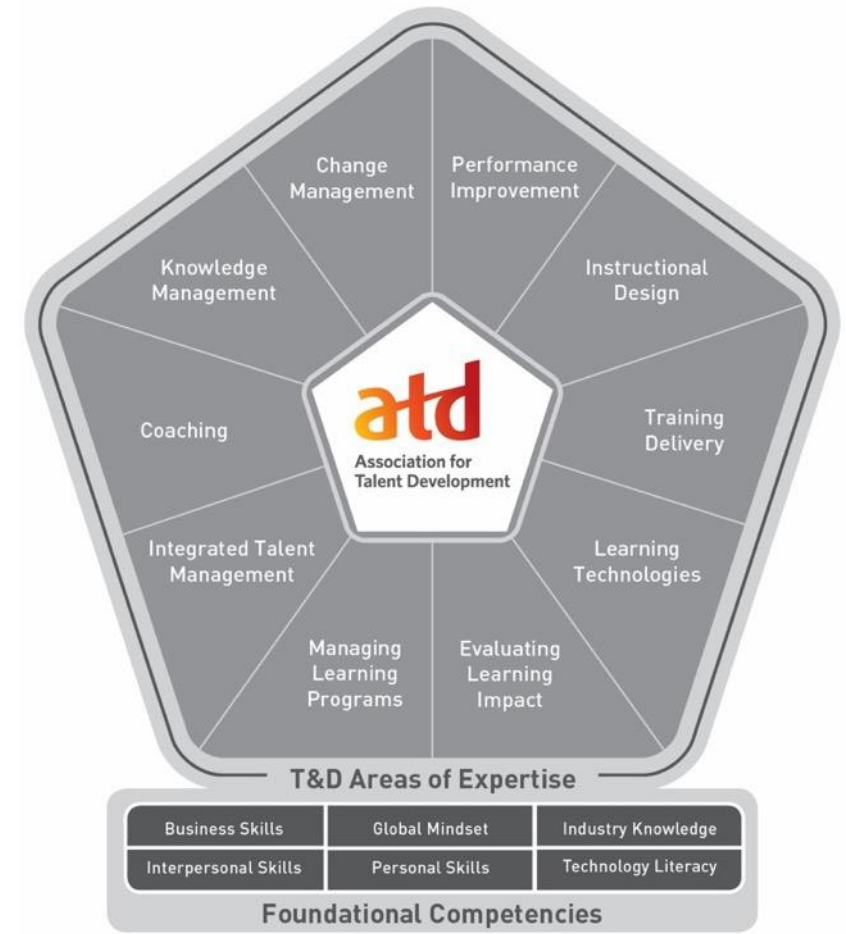 Change
Management
Performance
Improvement
Knowledge
Management
Instructional
Design
Coaching
Training
Delivery
Integrated Talent
Management
Learning
Technologies
Managing
Learning
Programs
Evaluating
Learning
Impact
atd
Association for
Talent Development
T&D Areas of Expertise
Business Skills
Global Mindset
Industry Knowledge
Interpersonal Skills
Personal Skills
Technology Literacy
Foundational Competencies